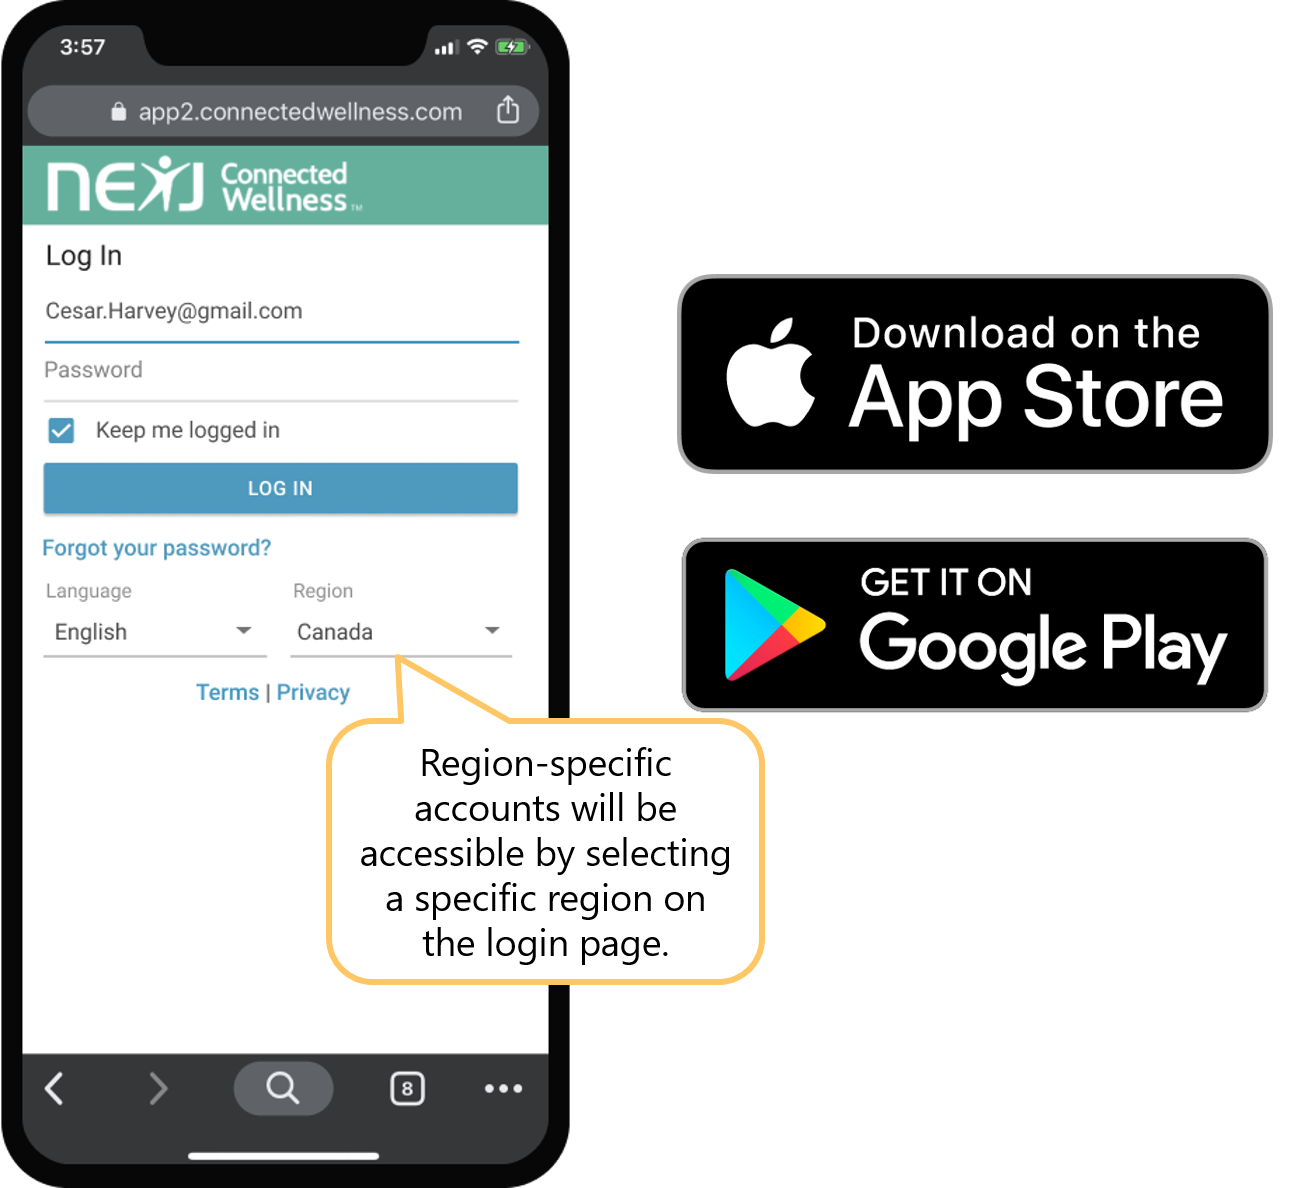 3:57
app2.connectedwellness.com
nexj Connected
Wellness™
Log In
Cesar.Harvey@gmail.com
Password
Keep me logged in
LOG IN
Forgot your password?
Language Region
English Canada
Terms | Privacy
Region-specific
accounts will be
accessible by selecting
a specific region on
the login page.
8
Download on the
App Store
GET IT ON
Google Play